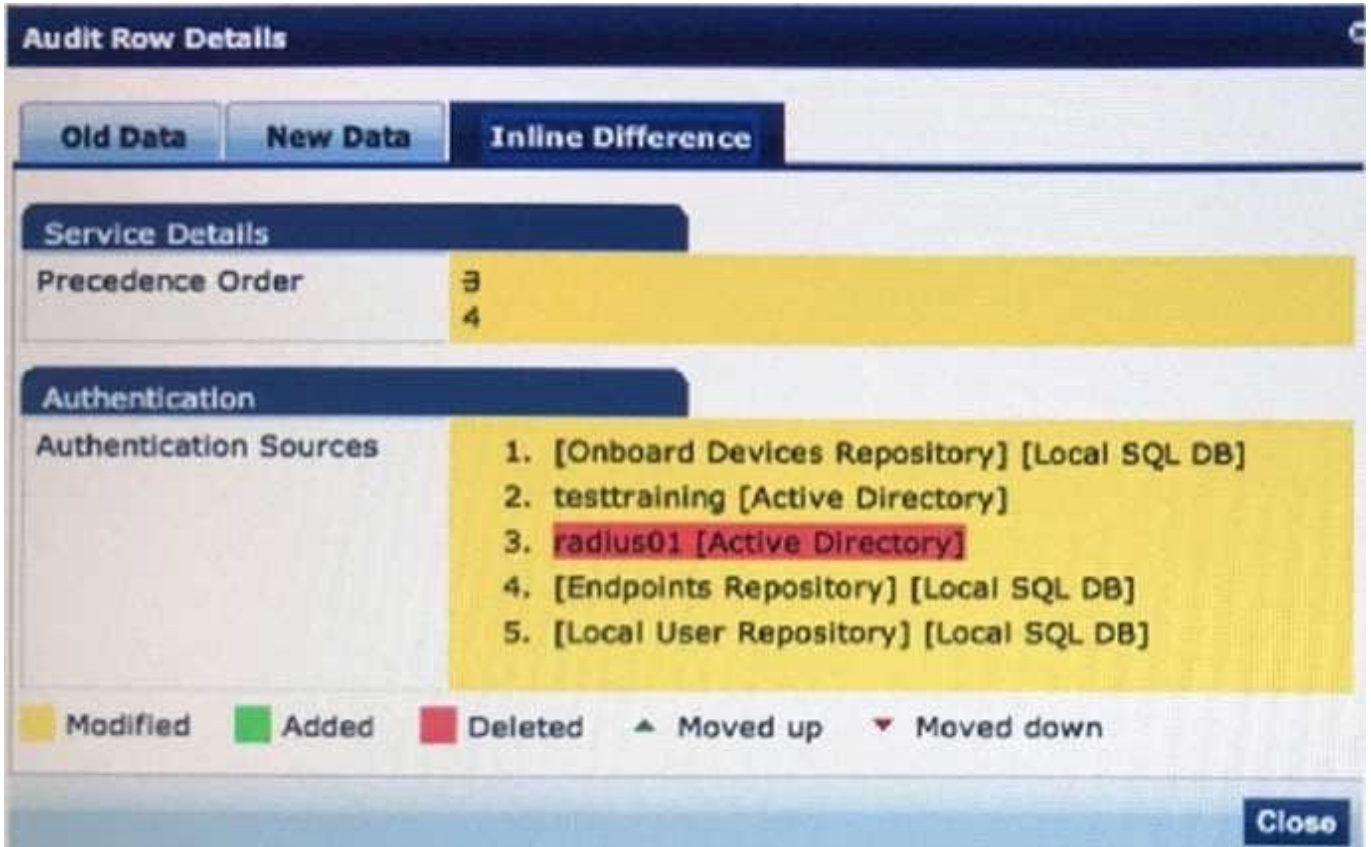 Audit Row Details
Old Data New Data Inline Difference
Service Details
Precedence Order 3
4
Authentication
Authentication Sources 1. [Onboard Devices Repository] [Local SQL DB]
2. testtraining [Active Directory]
3. radius01 [Active Directory]
4. [Endpoints Repository] [Local SQL DB]
5. [Local User Repository] [Local SQL DB]
Modified Added Deleted Moved up Moved down
Close